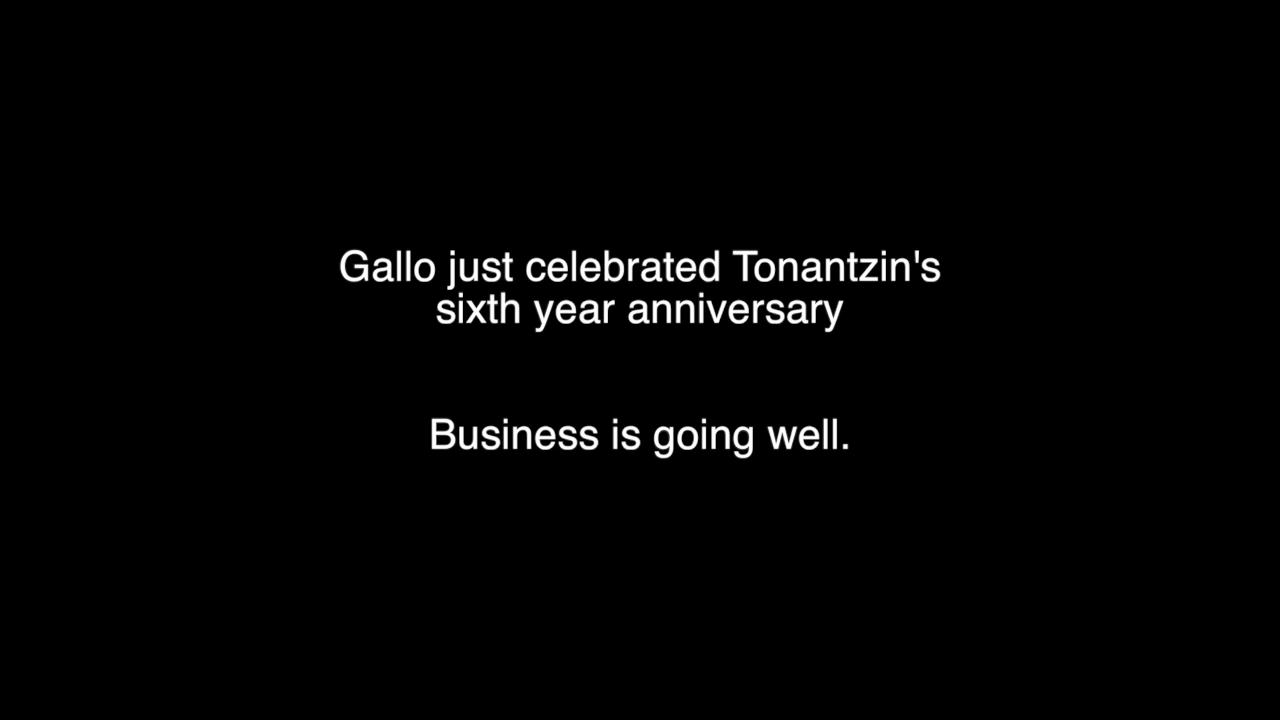 Gallo just celebrated Tonantzin's
sixth year anniversary
Business is going well.